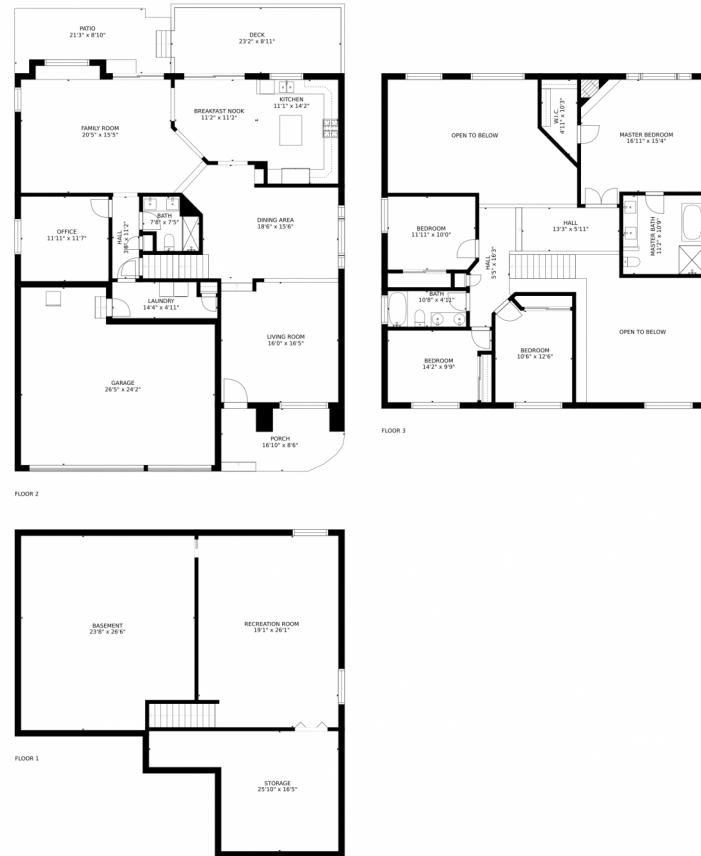 PATIO
21'3" x 8'10"
DECK
23'2" x 8'11"
KITCHEN
11'1" x 14'2"
BREAKFAST NOOK
11'2" x 11'2"
FAMILY ROOM
20'5" x 15'5"
BATH
7'8" x 7'5"
DINING AREA
18'6" x 15'6"
OFFICE
11'11" x 11'7"
HALL
LAUNDRY
14'4" x 4'11"
LIVING ROOM
16'0" x 16'5"
GARAGE
26'5" x 24'2"
PORCH
16'10" x 8'6"
FLOOR 2
W.I.C.
4'11" x 10'3"
OPEN TO BELOW
MASTER BEDROOM
16'11" x 15'4"
BEDROOM
11'11" x 10'0"
HALL
13'3" x 5'11"
MASTER BATH
11'2" x 10'9"
HALL
5'5" x 16'3"
BATH
10'8" x 4'11"
OPEN TO BELOW
BEDROOM
14'2" x 9'9"
BEDROOM
10'6" x 12'6"
FLOOR 3
BASEMENT
23'8" x 26'6"
RECREATION ROOM
19'1" x 26'1"
FLOOR 1
STORAGE
25'10" x 16'5"